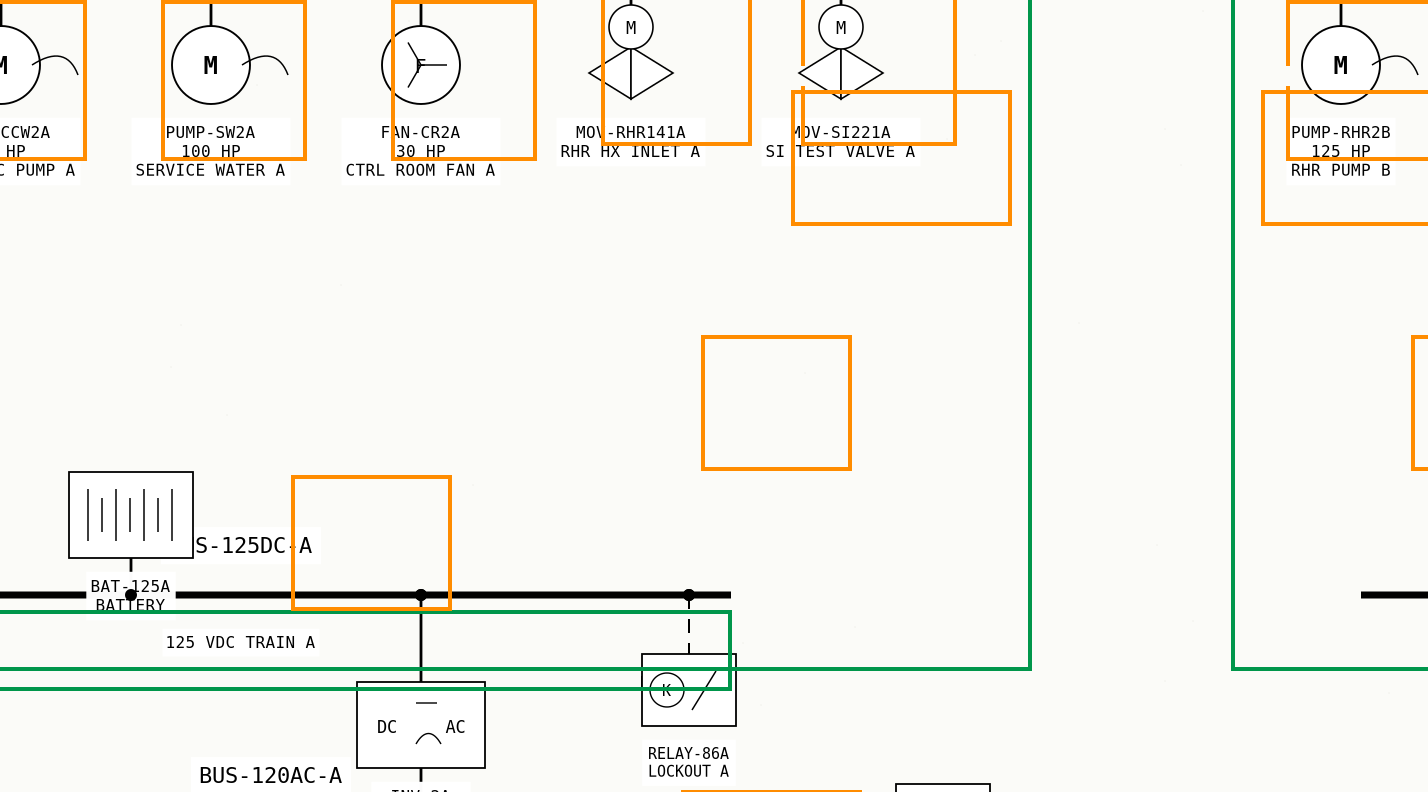 M
M
F
M
M
M
CCW2A
HP
C PUMP A
PUMP-SW2A
100 HP
SERVICE WATER A
FAN-CR2A
30 HP
CTRL ROOM FAN A
MOV-RHR141A
RHR HX INLET A
MOV-SI221A
SI TEST VALVE A
PUMP-RHR2B
125 HP
RHR PUMP B
S-125DC-A
BAT-125A
BATTERY
125 VDC TRAIN A
K
DC AC
RELAY-86A
LOCKOUT A
BUS-120AC-A